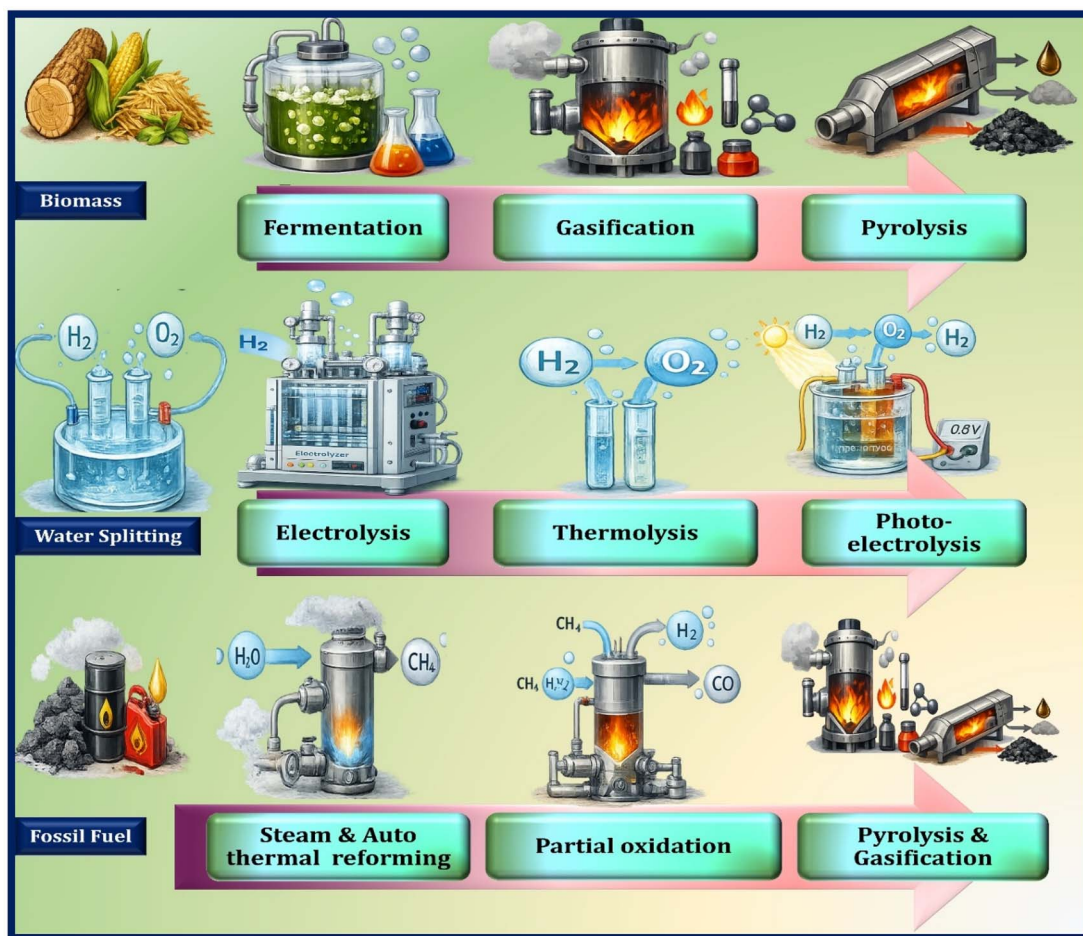 Biomass
Fermentation
Gasification
Pyrolysis
H₂
O₂
H₂
Electrolyzer
H₂
O₂
H₂
O₂
H₂
0.8V
Water Splitting
Electrolysis
Thermolysis
Photo-
electrolysis
H₂O
CH₄
CH₄
H₂
CH₄
CO
Fossil Fuel
Steam & Auto
thermal reforming
Partial oxidation
Pyrolysis &
Gasification